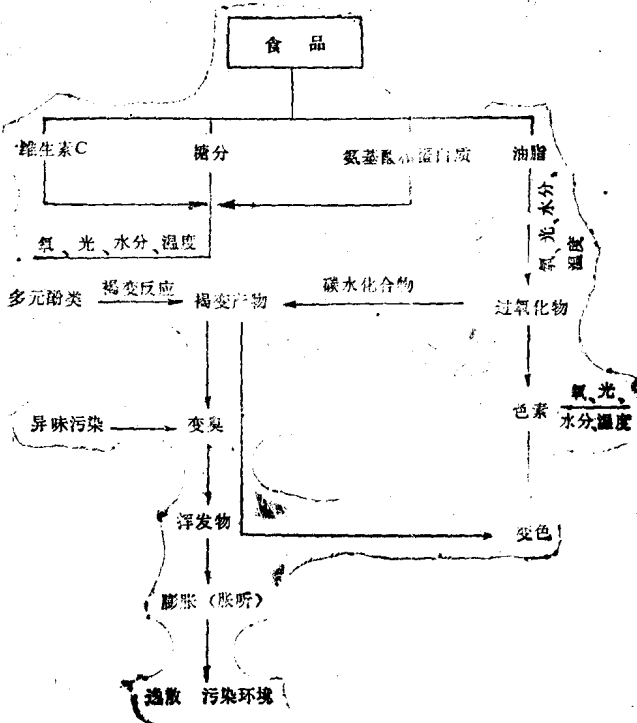 食品
维生素C 糖分 氨基酸和蛋白质 油脂
氧、光、水分、温度
氧、光、水分、温度
多元酚类 褐变反应 褐变产物 碳水化合物 过氧化物
异味污染 变臭 色素 氧、光、
水分、温度
挥发物 变色
膨胀（胀听）
逸散 污染环境